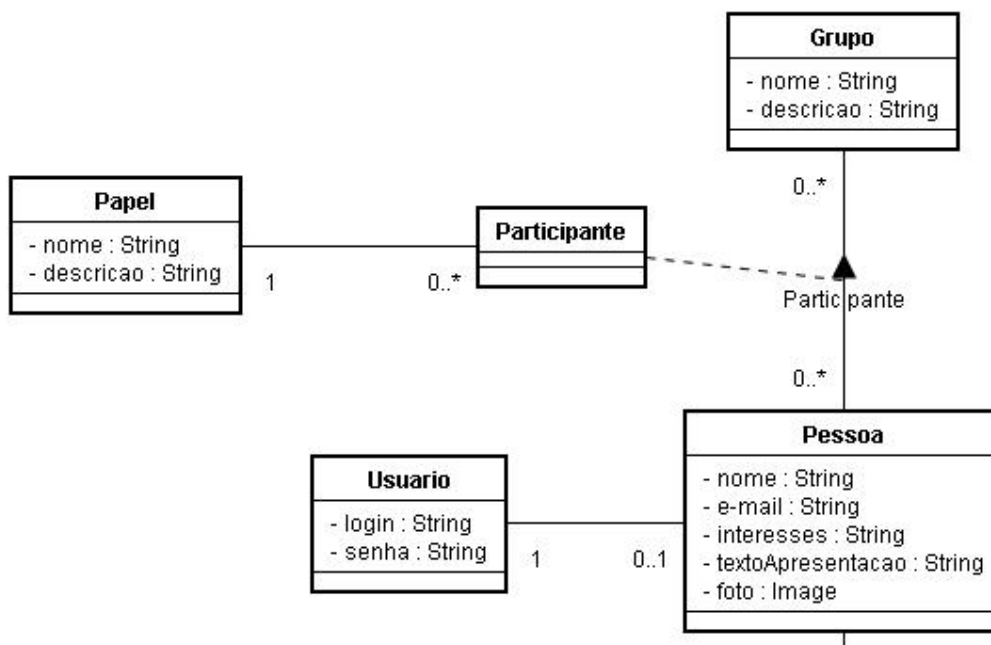 Grupo
- nome : String
- descricao : String
0..*
Papel
- nome : String
- descricao : String
1
0..*
Participante
Participante
0..*
Usuario
- login : String
- senha : String
1
0..1
Pessoa
- nome : String
- e-mail : String
- interesses : String
- textoApresentacao : String
- foto : Image